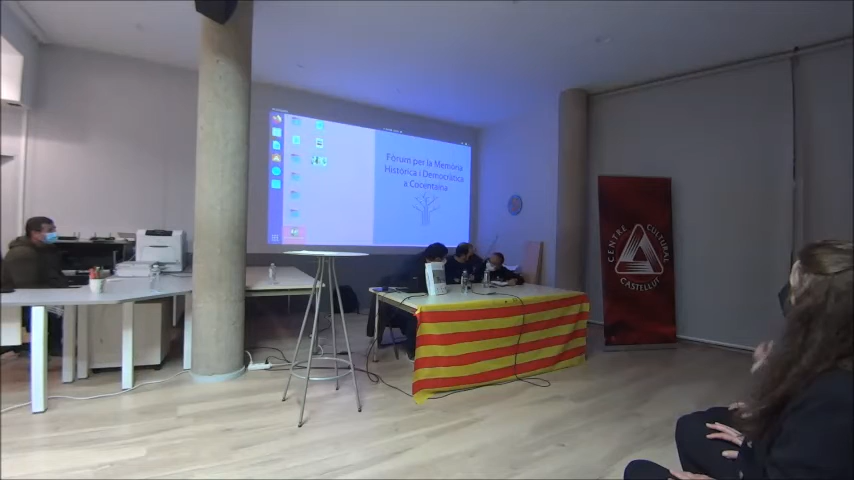 Fòrum per la Memòria
Històrica i Democràtica
a Cocentaina
CENTRE CULTURAL
CASTELLUT